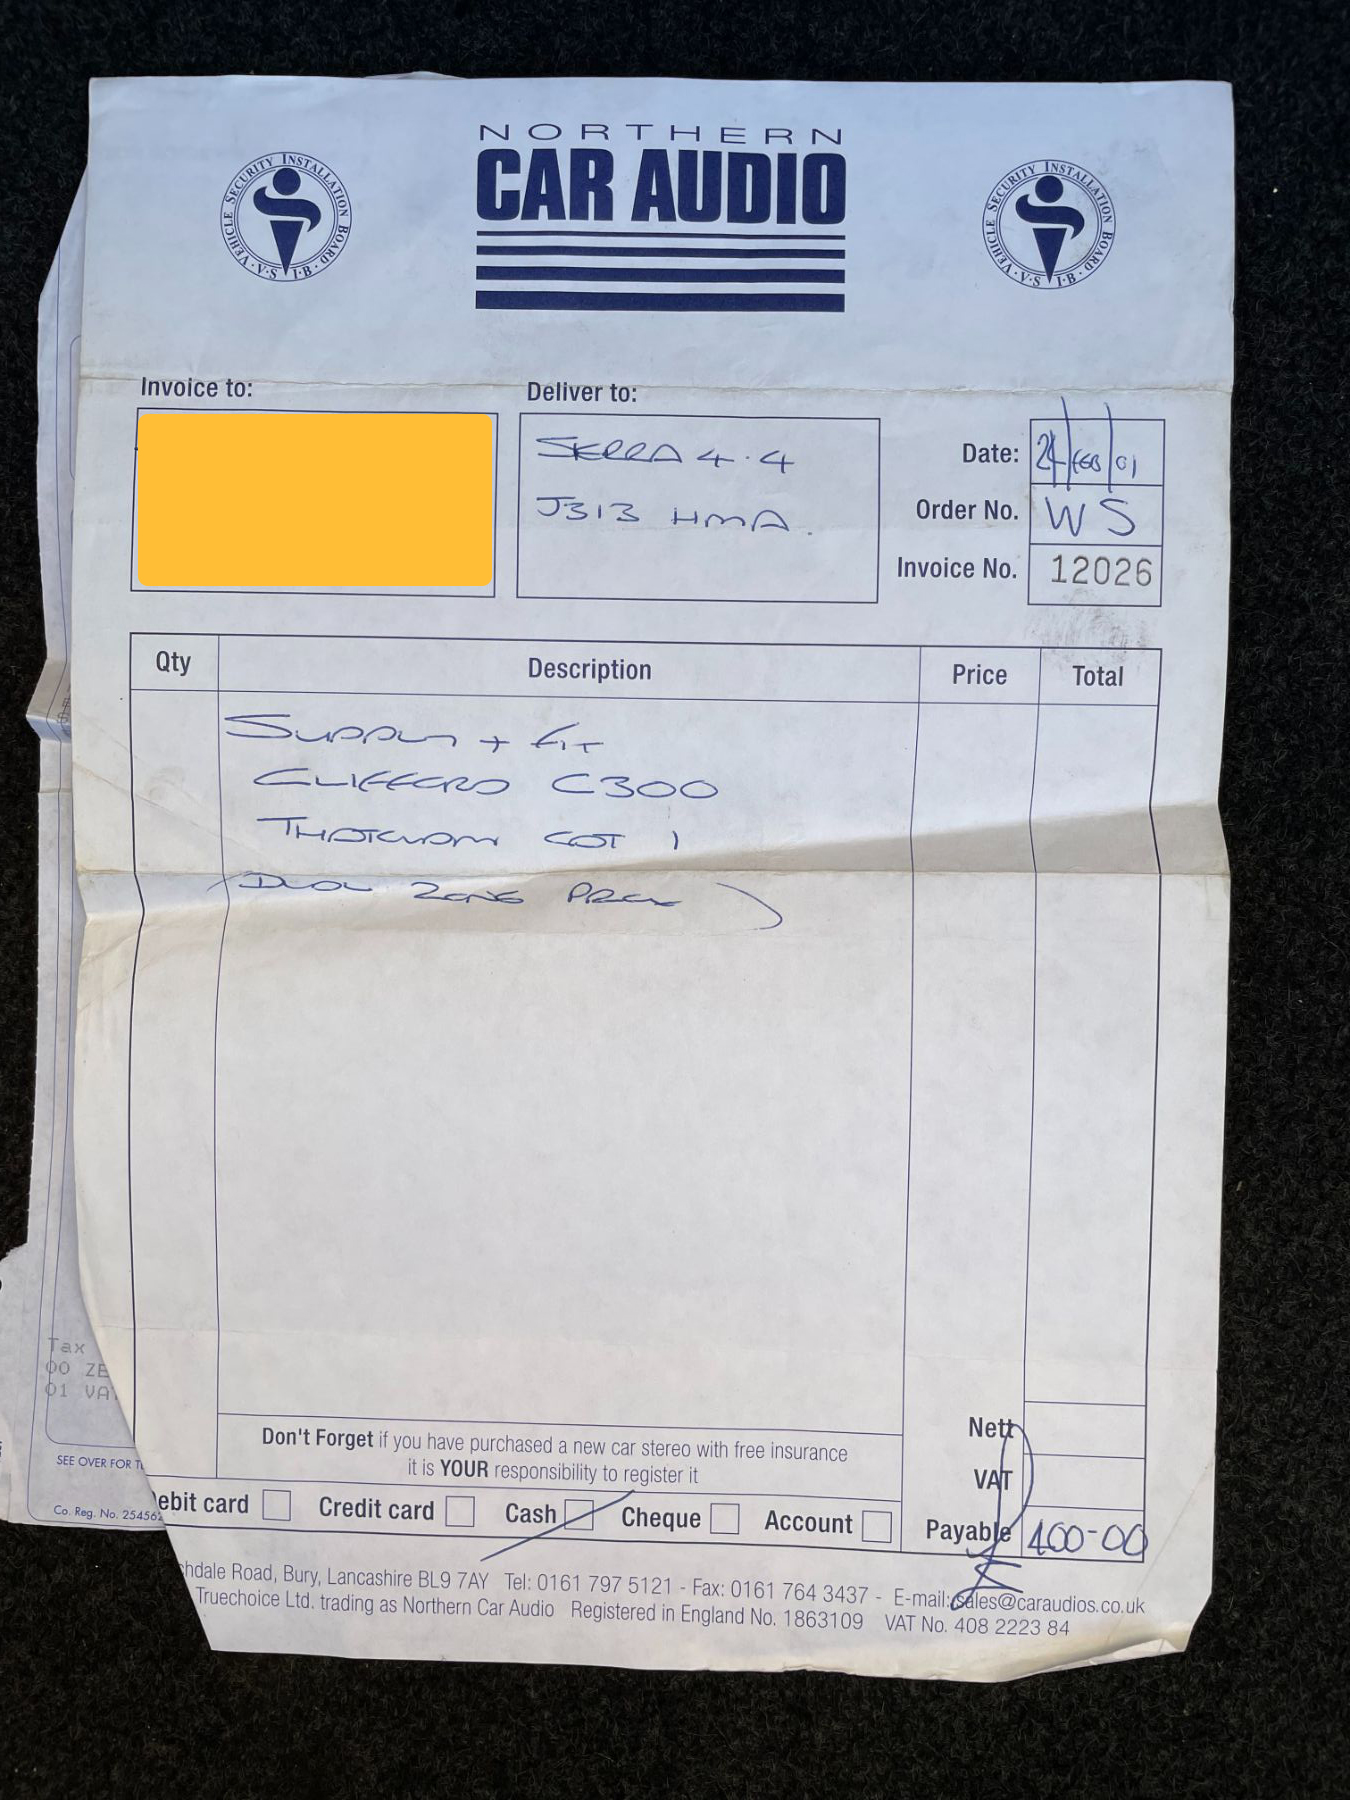 NORTHERN
CAR AUDIO
VEHICLE SECURITY INSTALLATION BOARD · V·S·I·B·
VEHICLE SECURITY INSTALLATION BOARD · V·S·I·B·
Invoice to:
Deliver to:
SIERRA 4.4
J313 HMA.
Date: FEB 01
Order No. WS
Invoice No. 12026
Qty Description Price Total
SUPPLY + FIT
CLIFFORD C300
THATCHAM CAT 1
(DUAL ZONE PROX)
Nett
Don't Forget if you have purchased a new car stereo with free insurance
it is YOUR responsibility to register it
VAT
ebit card Credit card Cash Cheque Account
Payable 400-00
£
hdale Road, Bury, Lancashire BL9 7AY Tel: 0161 797 5121 - Fax: 0161 764 3437 - E-mail: sales@caraudios.co.uk
Truechoice Ltd. trading as Northern Car Audio Registered in England No. 1863109 VAT No. 408 2223 84
Tax
00 ZE
01 VA
SEE OVER FOR T
Co. Reg. No. 25456